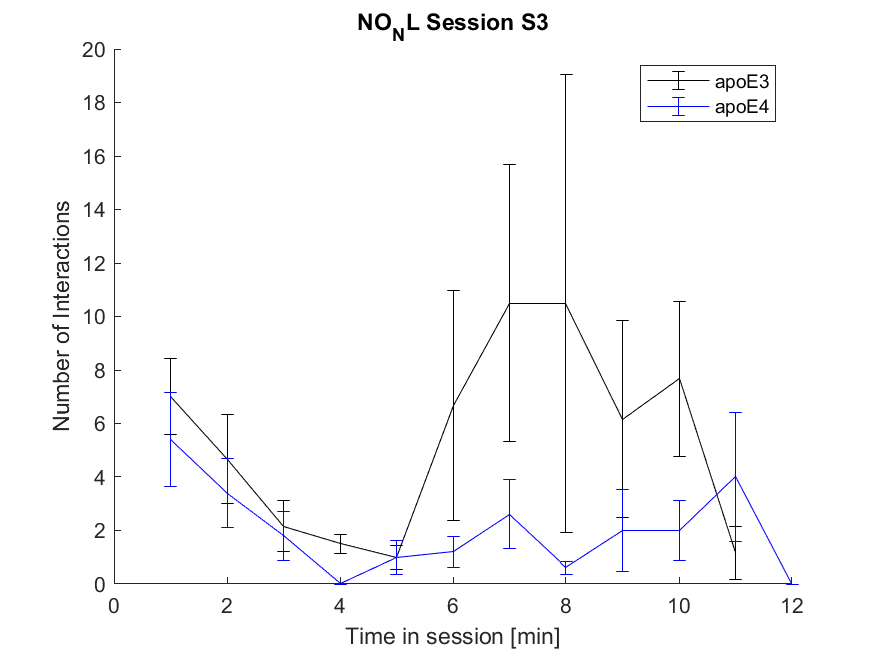 NO_NL Session S3
apoE3
apoE4
20
18
16
14
12
10
8
6
4
2
0
Number of Interactions
0 2 4 6 8 10 12
Time in session [min]